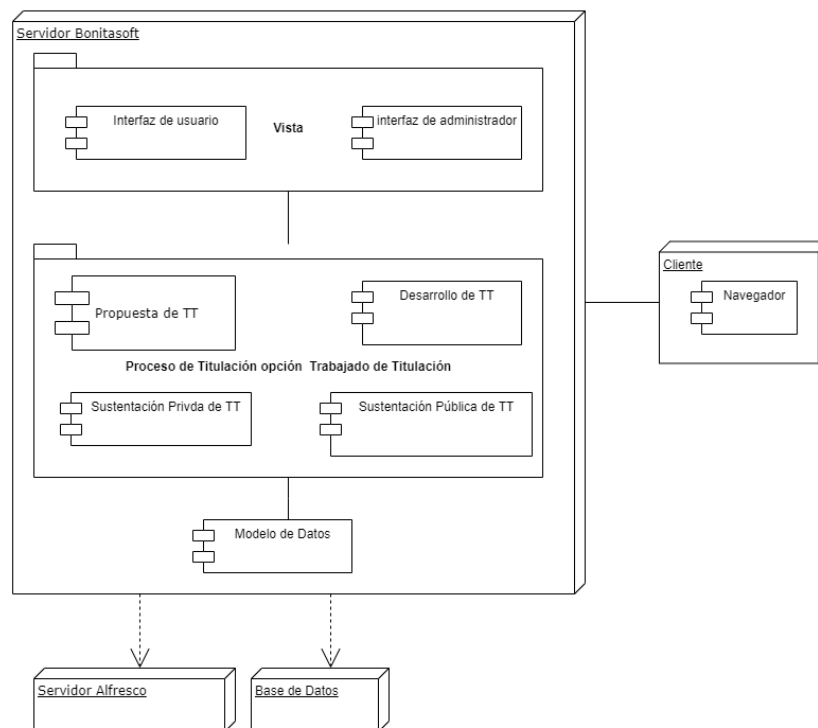 Servidor Bonitasoft
Interfaz de usuario
Vista
interfaz de administrador
Cliente
Navegador
Propuesta de TT
Desarrollo de TT
Proceso de Titulación opción Trabajado de Titulación
Sustentación Privda de TT
Sustentación Pública de TT
Modelo de Datos
Servidor Alfresco
Base de Datos